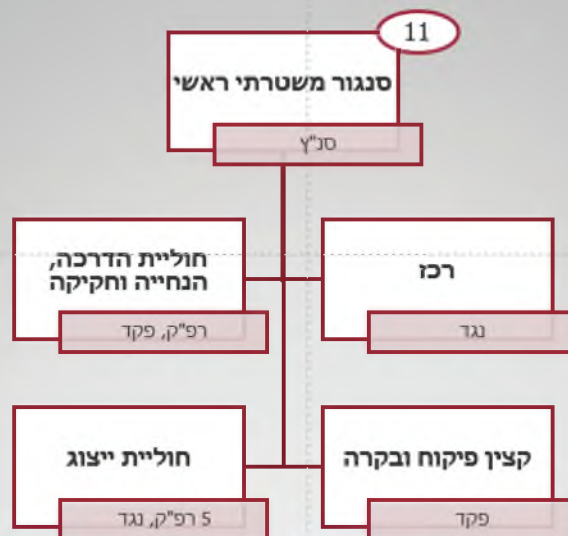 11
סנגור משטרתי ראשי
סנ"ץ
רכז
נגד
חוליית הדרכה,
הנחייה וחקיקה
רפ"ק, פקד
קצין פיקוח ובקרה
פקד
חוליית ייצוג
5 רפ"ק, נגד